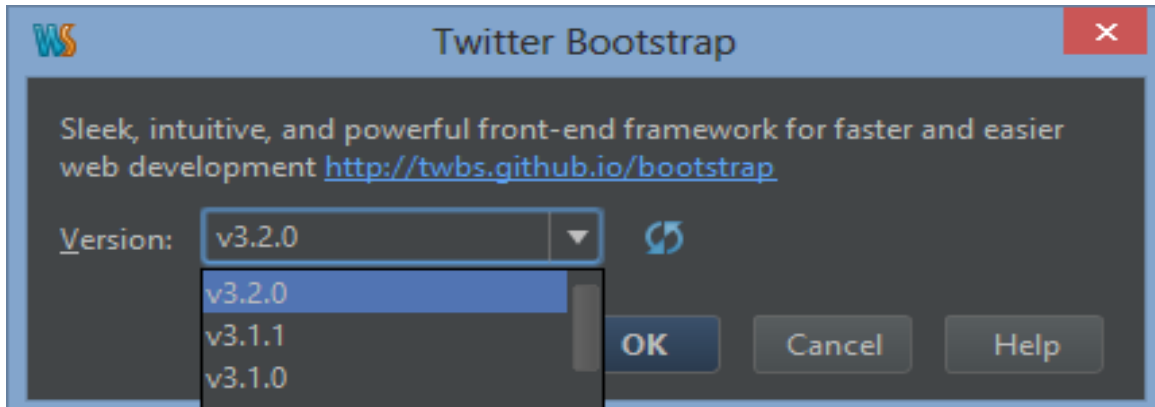 WS
Twitter Bootstrap
Sleek, intuitive, and powerful front-end framework for faster and easier
web development http://twbs.github.io/bootstrap
Version: v3.2.0
v3.2.0
v3.1.1
v3.1.0
OK Cancel Help